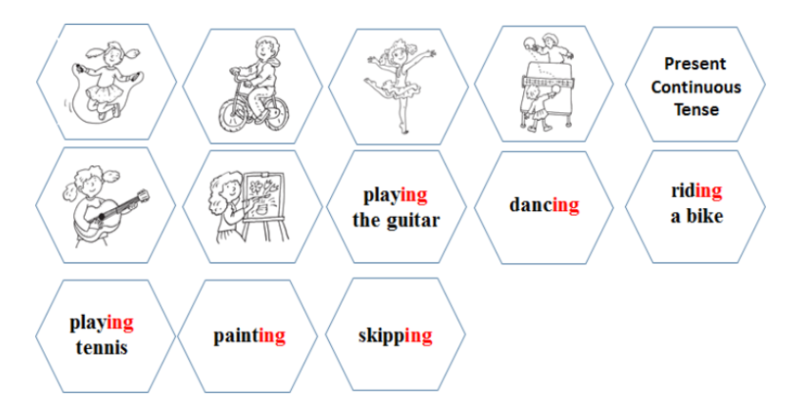 Present
Continuous
Tense
playing
the guitar
dancing
riding
a bike
playing
tennis
painting
skipping